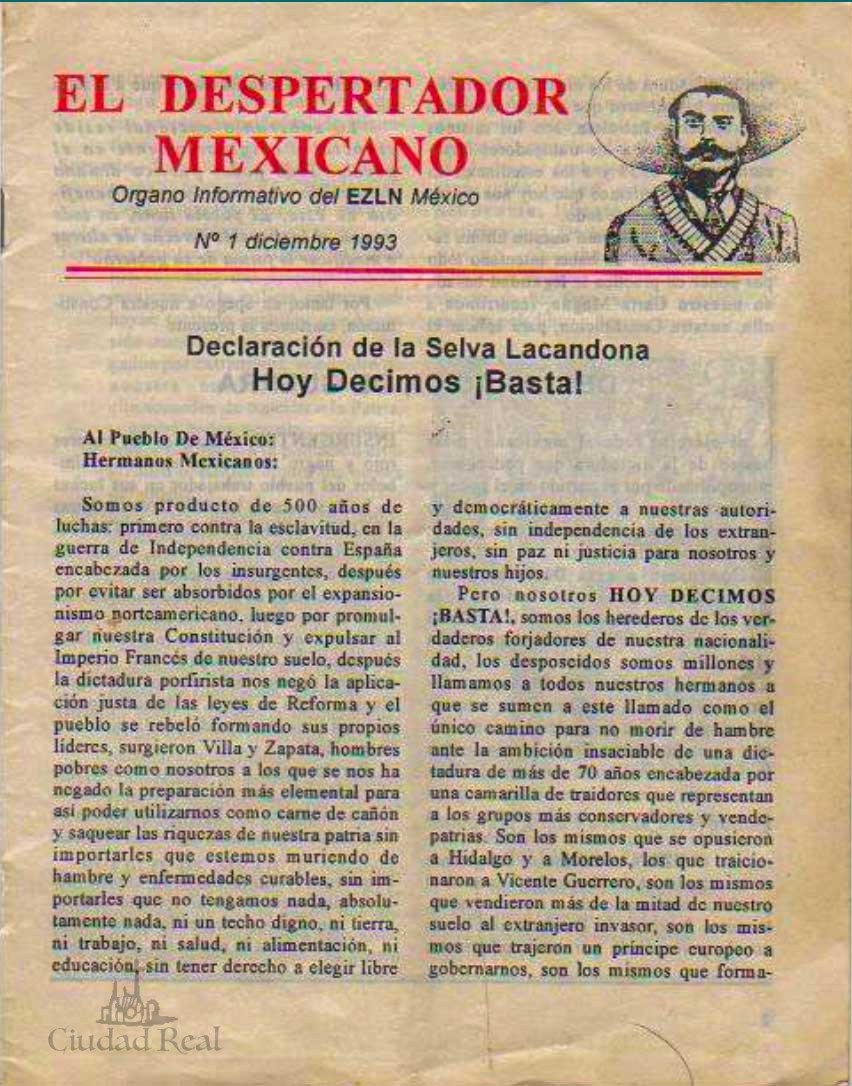 EL DESPERTADOR
MEXICANO
Organo Informativo del EZLN México
Nº 1 diciembre 1993
Declaración de la Selva Lacandona
Hoy Decimos ¡Basta!
Al Pueblo De México:
Hermanos Mexicanos:
Somos producto de 500 años de
luchas: primero contra la esclavitud, en la
guerra de Independencia contra España
encabezada por los insurgentes, después
por evitar ser absorbidos por el expansio-
nismo norteamericano, luego por promul-
gar nuestra Constitución y expulsar al
Imperio Francés de nuestro suelo, después
la dictadura porfirista nos negó la aplica-
ción justa de las leyes de Reforma y el
pueblo se rebeló formando sus propios
líderes, surgieron Villa y Zapata, hombres
pobres como nosotros a los que se nos ha
negado la preparación más elemental para
así poder utilizarnos como carne de cañón
y saquear las riquezas de nuestra patria sin
importarles que estemos muriendo de
hambre y enfermedades curables, sin im-
portarles que no tengamos nada, absolu-
tamente nada, ni un techo digno, ni tierra,
ni trabajo, ni salud, ni alimentación, ni
educación, sin tener derecho a elegir libre
y democráticamente a nuestras autori-
dades, sin independencia de los extran-
jeros, sin paz ni justicia para nosotros y
nuestros hijos.
Pero nosotros HOY DECIMOS
¡BASTA!, somos los herederos de los ver-
daderos forjadores de nuestra nacionali-
dad, los desposeidos somos millones y
llamamos a todos nuestros hermanos a
que se sumen a este llamado como el
único camino para no morir de hambre
ante la ambición insaciable de una dic-
tadura de más de 70 años encabezada por
una camarilla de traidores que representan
a los grupos más conservadores y vende-
patrias. Son los mismos que se opusieron
a Hidalgo y a Morelos, los que traicio-
naron a Vicente Guerrero, son los mismos
que vendieron más de la mitad de nuestro
suelo al extranjero invasor, son los mis-
mos que trajeron un príncipe europeo a
gobernarnos, son los mismos que forma-
Ciudad Real